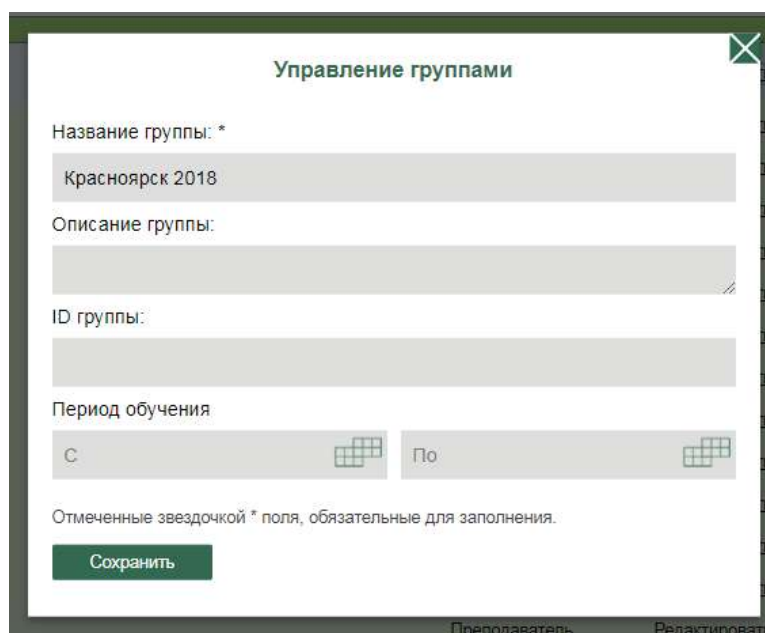 Управление группами
Название группы: *
Красноярск 2018
Описание группы:
ID группы:
Период обучения
С
По
Отмеченные звездочкой * поля, обязательные для заполнения.
Сохранить
Преподаватель